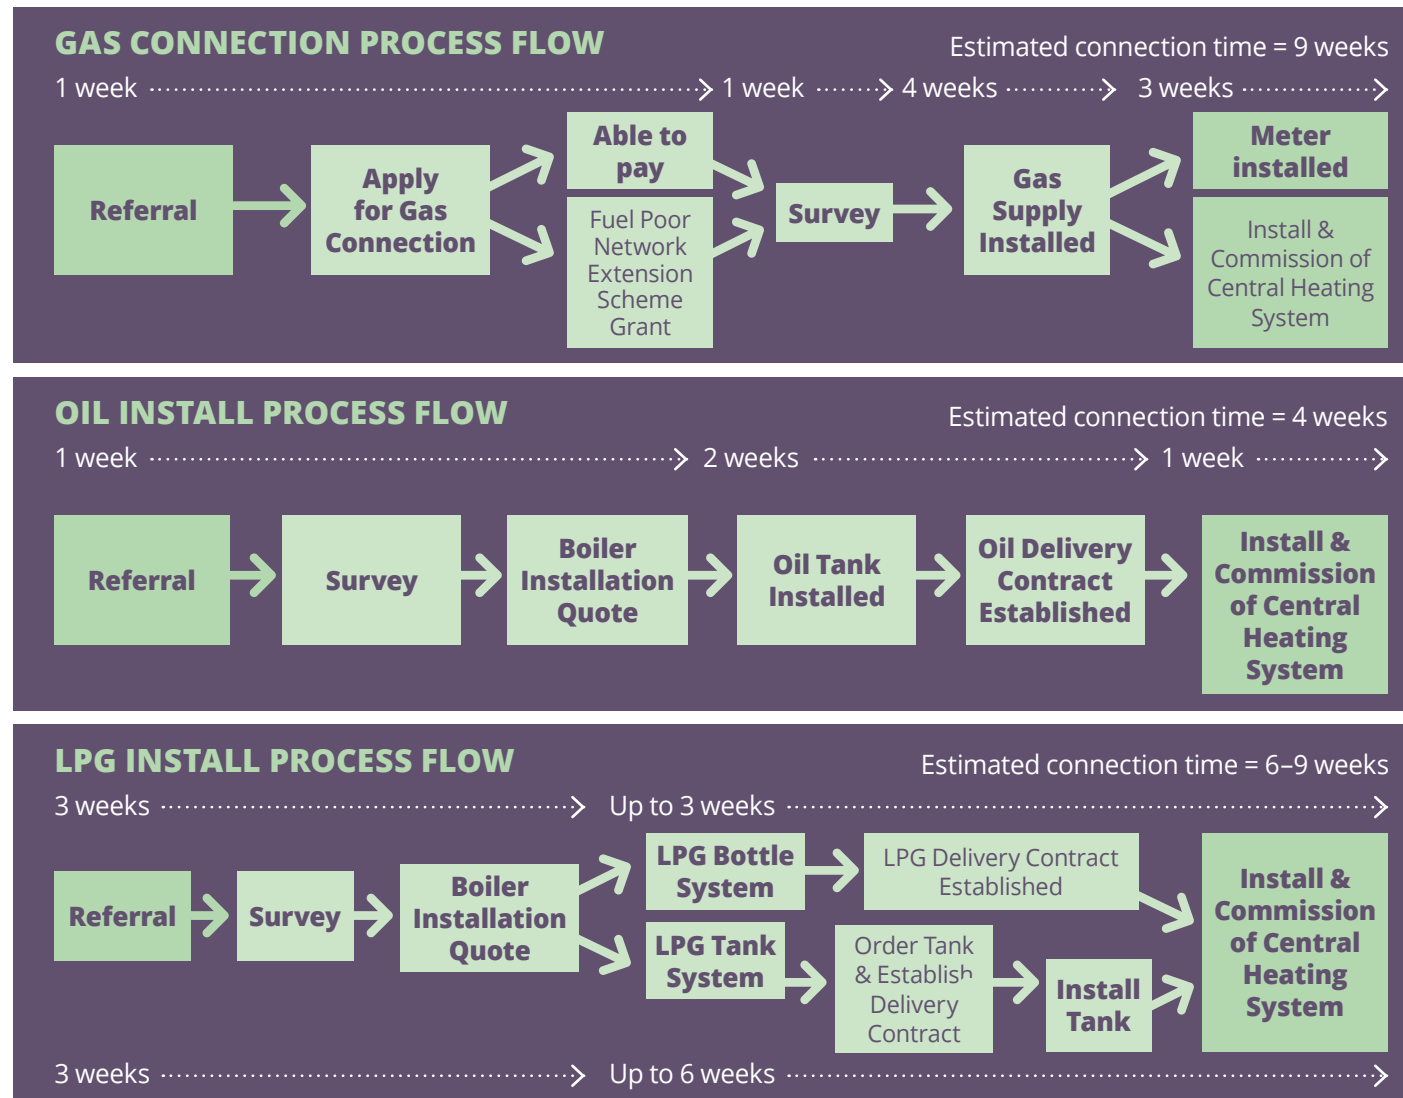 GAS CONNECTION PROCESS FLOW
Estimated connection time = 9 weeks
1 week
1 week
4 weeks
3 weeks
Referral
Apply
for Gas
Connection
Able to
pay
Fuel Poor
Network
Extension
Scheme
Grant
Survey
Gas
Supply
Installed
Meter
installed
Install &
Commission of
Central Heating
System
OIL INSTALL PROCESS FLOW
Estimated connection time = 4 weeks
1 week
2 weeks
1 week
Referral
Survey
Boiler
Installation
Quote
Oil Tank
Installed
Oil Delivery
Contract
Established
Install &
Commission
of Central
Heating
System
LPG INSTALL PROCESS FLOW
Estimated connection time = 6–9 weeks
3 weeks
Up to 3 weeks
Referral
Survey
Boiler
Installation
Quote
LPG Bottle
System
LPG Delivery Contract
Established
LPG Tank
System
Order Tank
& Establish
Delivery
Contract
Install
Tank
Install &
Commission
of Central
Heating
System
3 weeks
Up to 6 weeks